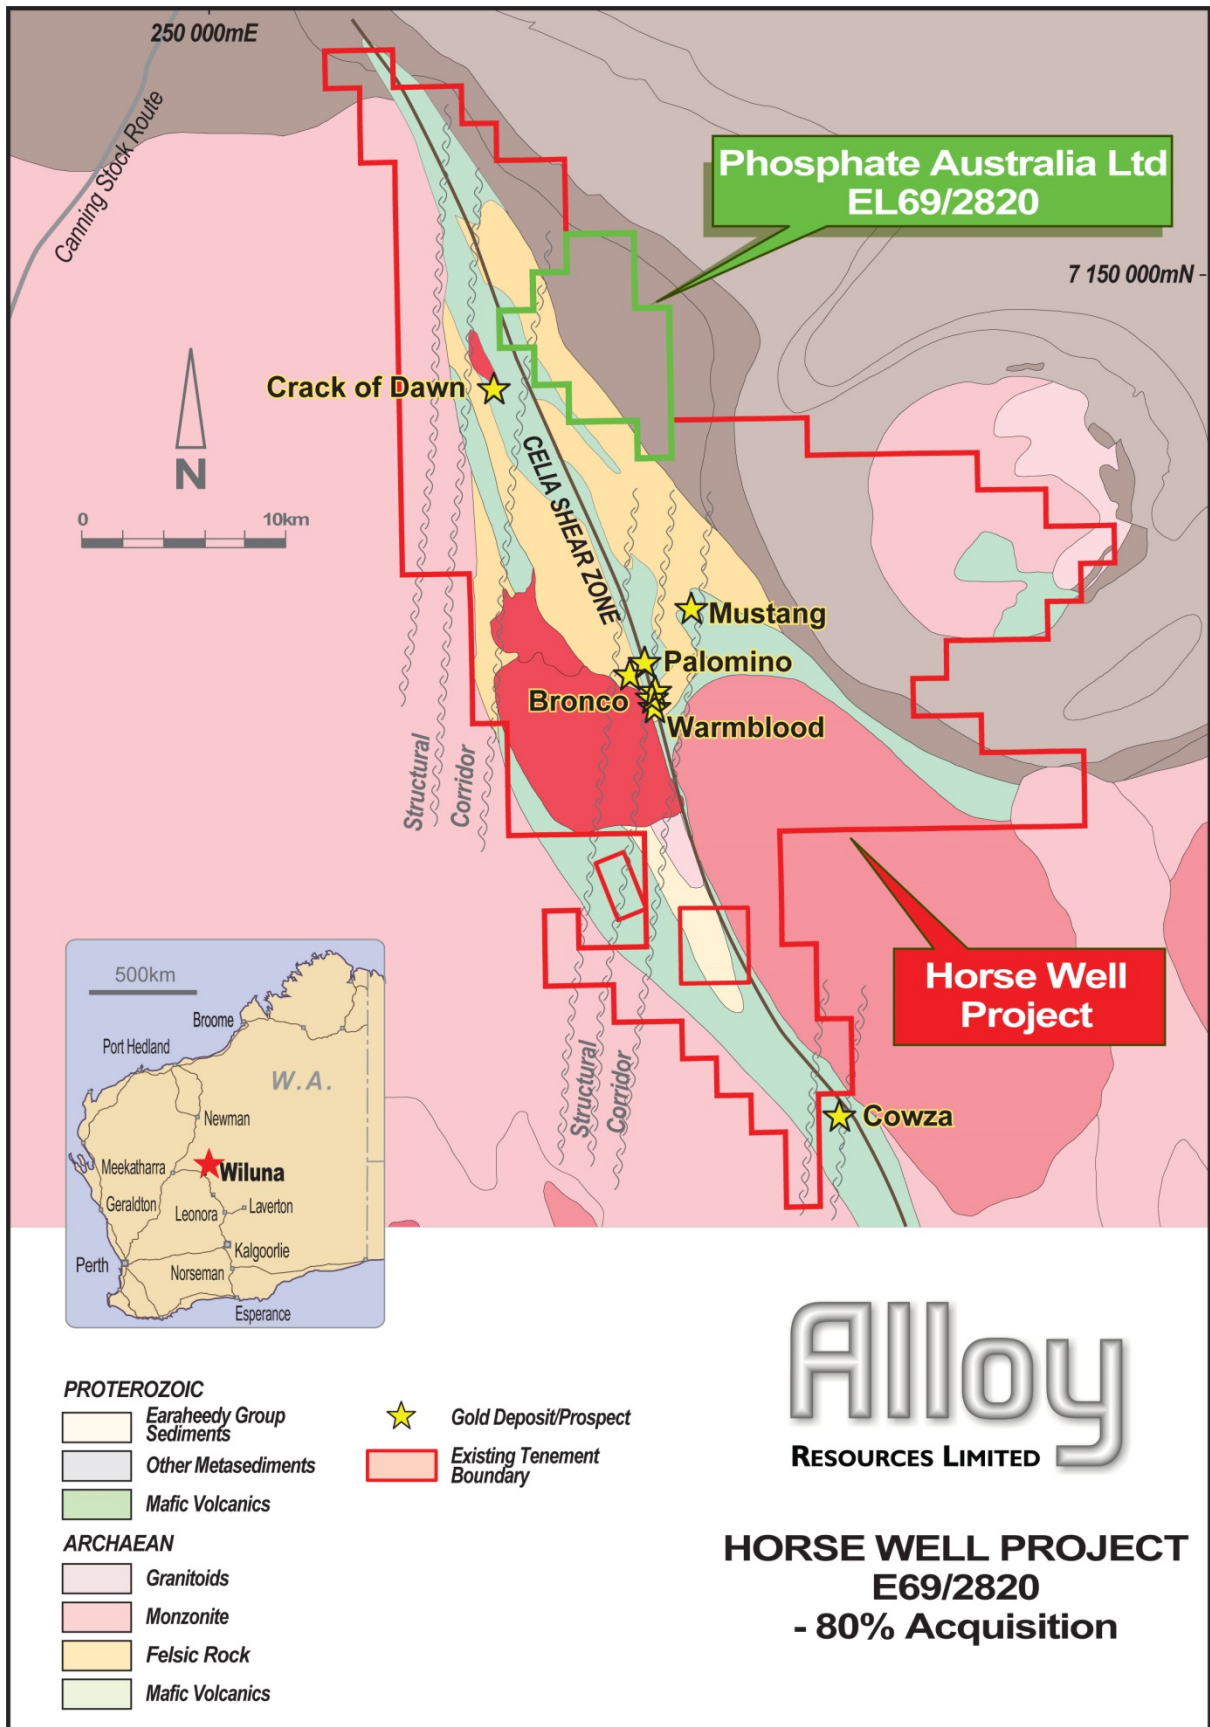 250 000mE
Canning Stock Route
Phosphate Australia Ltd
EL69/2820
7 150 000mN
Crack of Dawn
N
0
10km
CELIA SHEAR ZONE
Mustang
Palomino
Bronco
Warmblood
Structural
Corridor
Horse Well
Project
Structural
Corridor
Cowza
500km
Broome
Port Hedland
W.A.
Newman
Meekatharra
Wiluna
Geraldton
Leonora
Laverton
Kalgoorlie
Perth
Norseman
Esperance
PROTEROZOIC
Earaheedy Group
Sediments
Other Metasediments
Mafic Volcanics
ARCHAEAN
Granitoids
Monzonite
Felsic Rock
Mafic Volcanics
Gold Deposit/Prospect
Existing Tenement
Boundary
Alloy
RESOURCES LIMITED
HORSE WELL PROJECT
E69/2820
- 80% Acquisition